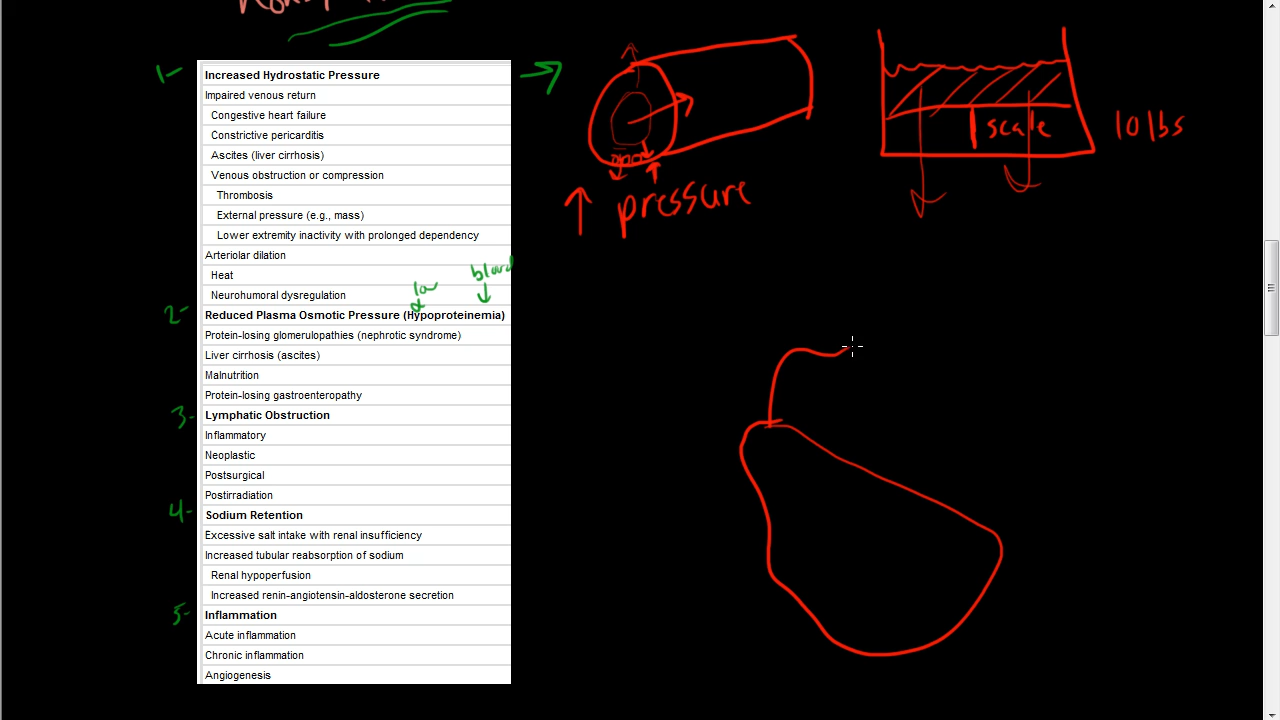 1-
Increased Hydrostatic Pressure
Impaired venous return
Congestive heart failure
Constrictive pericarditis
Ascites (liver cirrhosis)
Venous obstruction or compression
Thrombosis
External pressure (e.g., mass)
Lower extremity inactivity with prolonged dependency
Arteriolar dilation
Heat
Neurohumoral dysregulation
low blood
2-
Reduced Plasma Osmotic Pressure (Hypoproteinemia)
Protein-losing glomerulopathies (nephrotic syndrome)
Liver cirrhosis (ascites)
Malnutrition
Protein-losing gastroenteropathy
3-
Lymphatic Obstruction
Inflammatory
Neoplastic
Postsurgical
Postirradiation
4-
Sodium Retention
Excessive salt intake with renal insufficiency
Increased tubular reabsorption of sodium
Renal hypoperfusion
Increased renin-angiotensin-aldosterone secretion
5-
Inflammation
Acute inflammation
Chronic inflammation
Angiogenesis
↑ pressure
scale
10 lbs